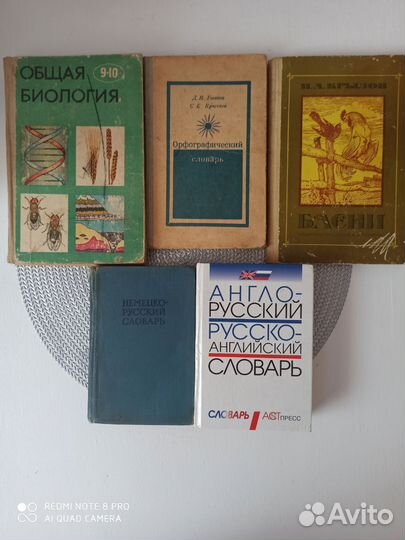 ОБЩАЯ 9-10
БИОЛОГИЯ
Д. Н. Ушаков
С. Е. Крючков
Орфографический
словарь
И.А. КРЫЛОВ
БАСНИ
НЕМЕЦКО-
РУССКИЙ
СЛОВАРЬ
АНГЛО-
РУССКИЙ
РУССКО-
АНГЛИЙСКИЙ
СЛОВАРЬ
СЛОВАРЬ АСТ ПРЕСС
REDMI NOTE 8 PRO
AI QUAD CAMERA
Avito